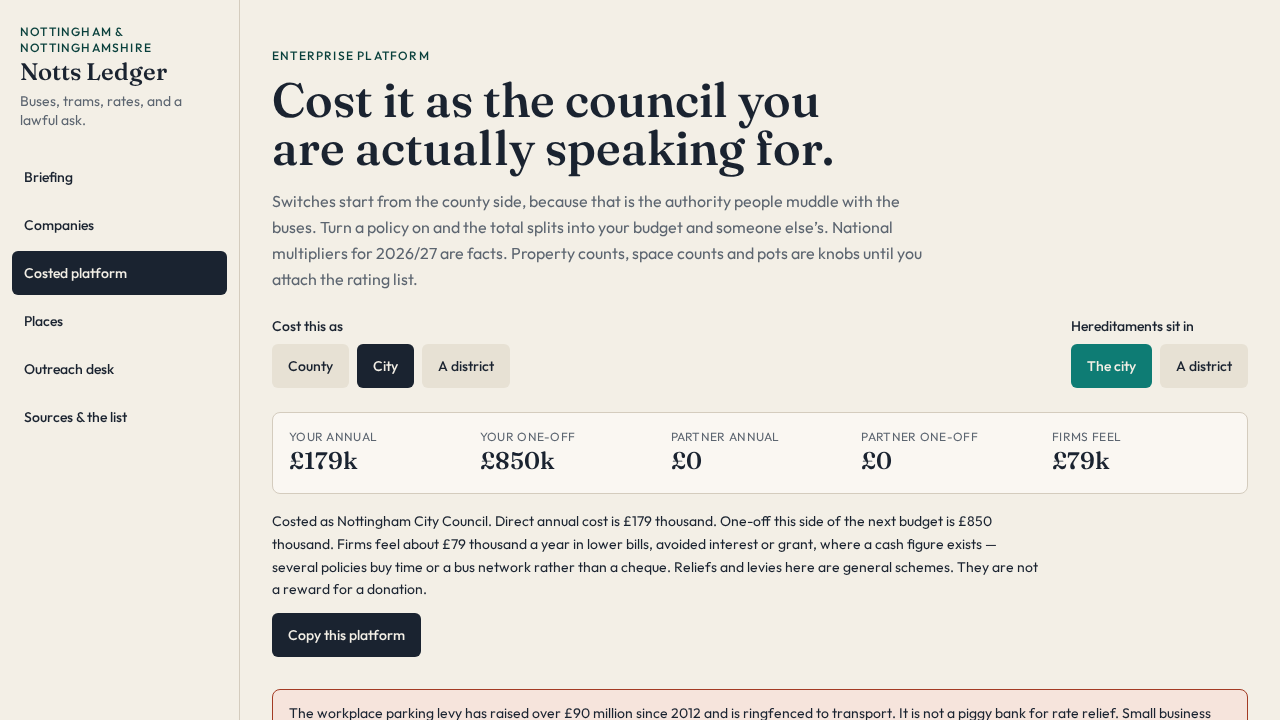 NOTTINGHAM &
NOTTINGHAMSHIRE
Notts Ledger
Buses, trams, rates, and a
lawful ask.
Briefing
Companies
Costed platform
Places
Outreach desk
Sources & the list
ENTERPRISE PLATFORM
Cost it as the council you
are actually speaking for.
Switches start from the county side, because that is the authority people muddle with the
buses. Turn a policy on and the total splits into your budget and someone else’s. National
multipliers for 2026/27 are facts. Property counts, space counts and pots are knobs until you
attach the rating list.
Cost this as
County
City
A district
Hereditaments sit in
The city
A district
YOUR ANNUAL
£179k
YOUR ONE-OFF
£850k
PARTNER ANNUAL
£0
PARTNER ONE-OFF
£0
FIRMS FEEL
£79k
Costed as Nottingham City Council. Direct annual cost is £179 thousand. One-off this side of the next budget is £850
thousand. Firms feel about £79 thousand a year in lower bills, avoided interest or grant, where a cash figure exists —
several policies buy time or a bus network rather than a cheque. Reliefs and levies here are general schemes. They are not
a reward for a donation.
Copy this platform
The workplace parking levy has raised over £90 million since 2012 and is ringfenced to transport. It is not a piggy bank for rate relief. Small business